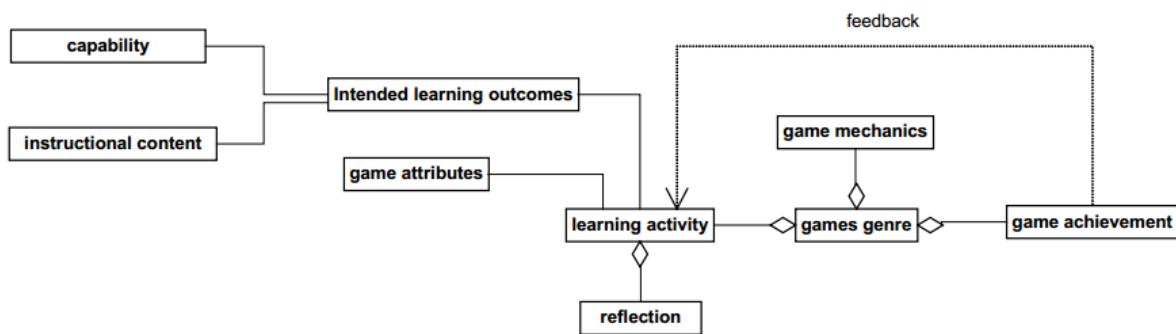 feedback
capability
Intended learning outcomes
instructional content
game mechanics
game attributes
learning activity
games genre
game achievement
reflection